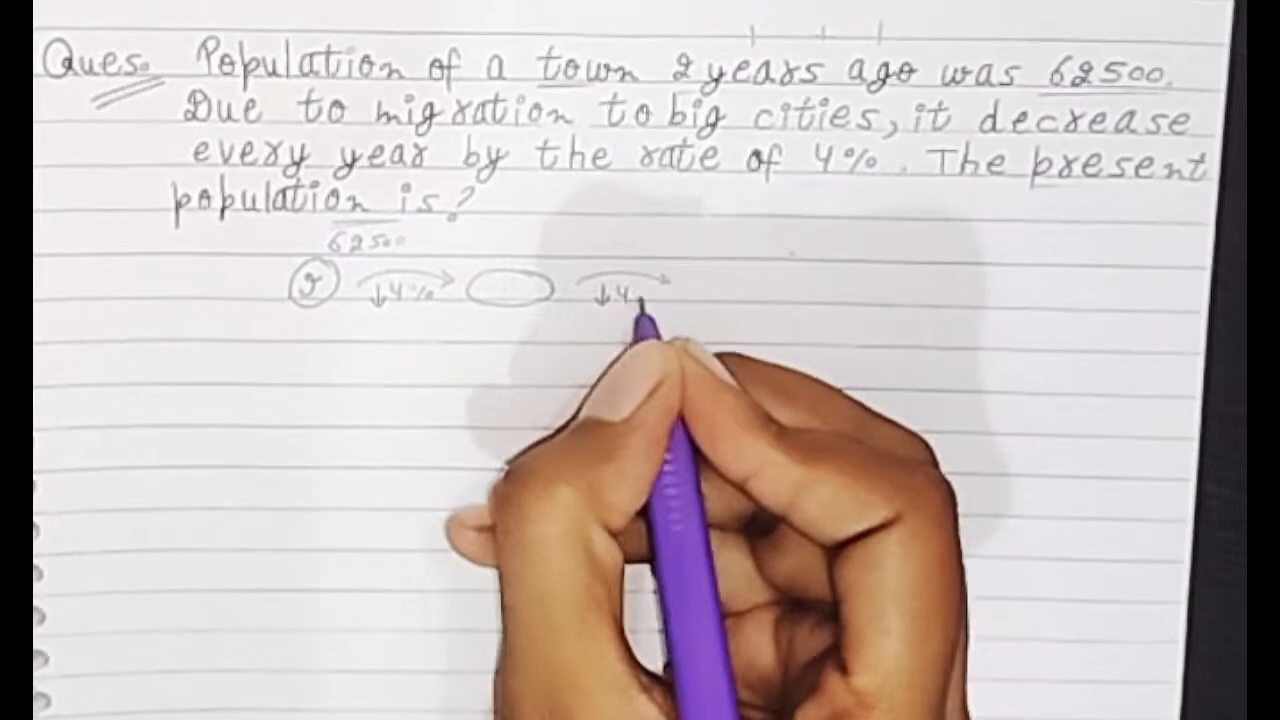 Ques. Population of a town 2 years ago was 62500.
Due to migration to big cities, it decrease
every year by the rate of 4%. The present
population is?
62500
↓4% ↓4